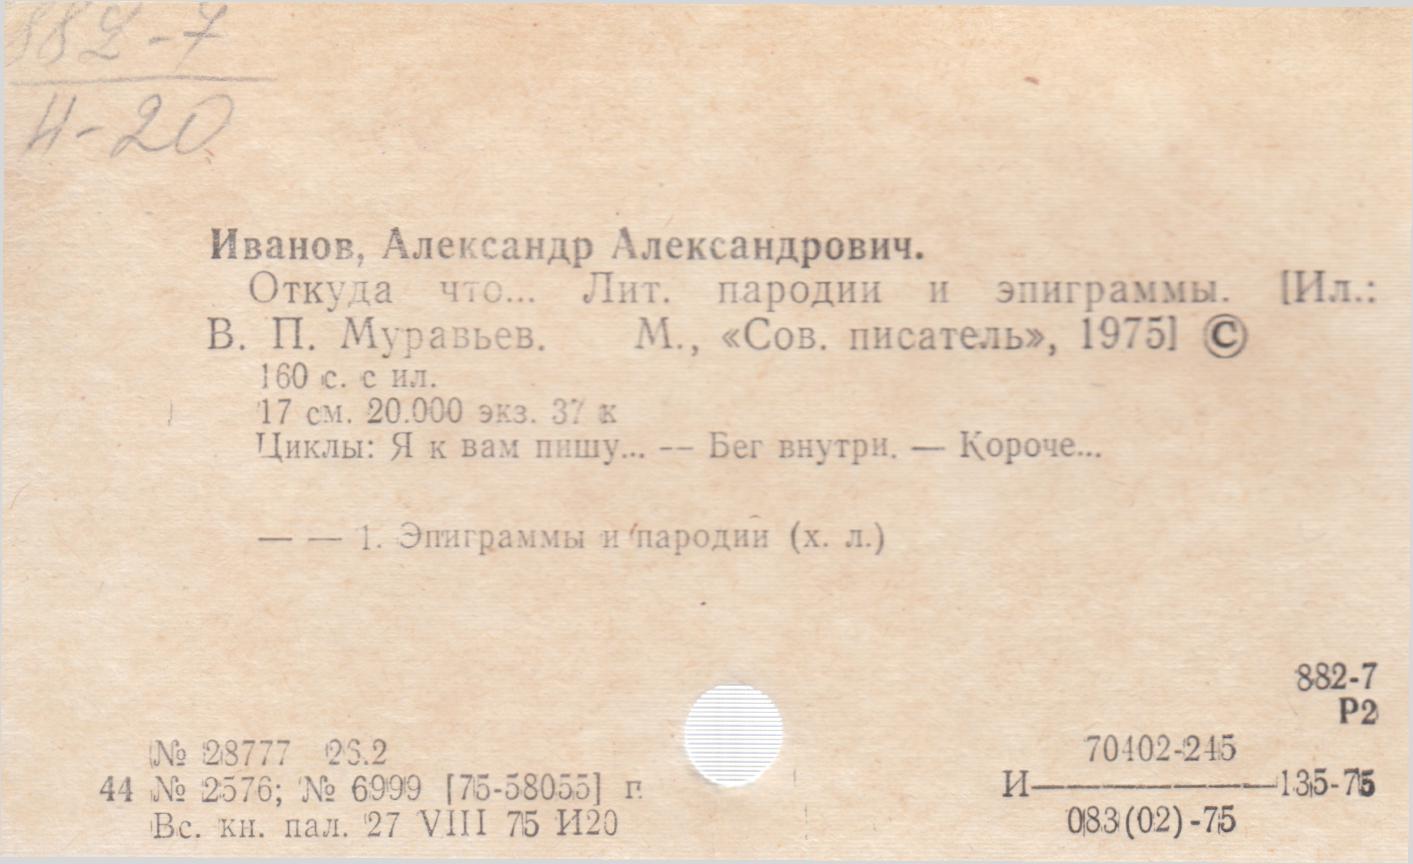 882-7
И-20
Иванов, Александр Александрович.
Откуда что... Лит. пародии и эпиграммы. [Ил.:
В. П. Муравьев. М., «Сов. писатель», 1975] ©
160 с. с ил.
17 см. 20.000 экз. 37 к
Циклы: Я к вам пишу... — Бег внутри. — Короче...
— — 1. Эпиграммы и пародии (х. л.)
882-7
Р2
№ 28777 26.2
70402-245
44 № 2576; № 6999 [75-58055] п
И———135-75
Вс. кн. пал. 27 VIII 75 И20
083(02)-75